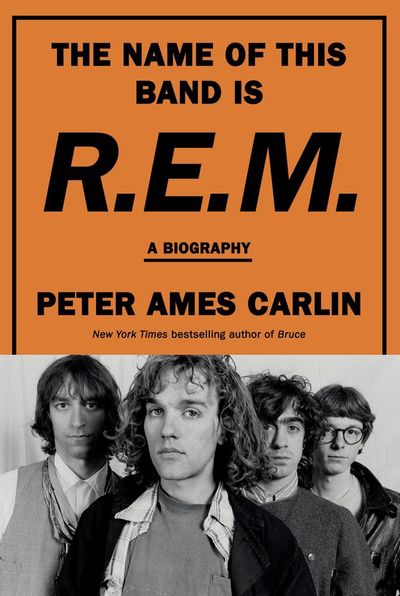 THE NAME OF THIS
BAND IS
R.E.M.
A BIOGRAPHY
PETER AMES CARLIN
New York Times bestselling author of Bruce